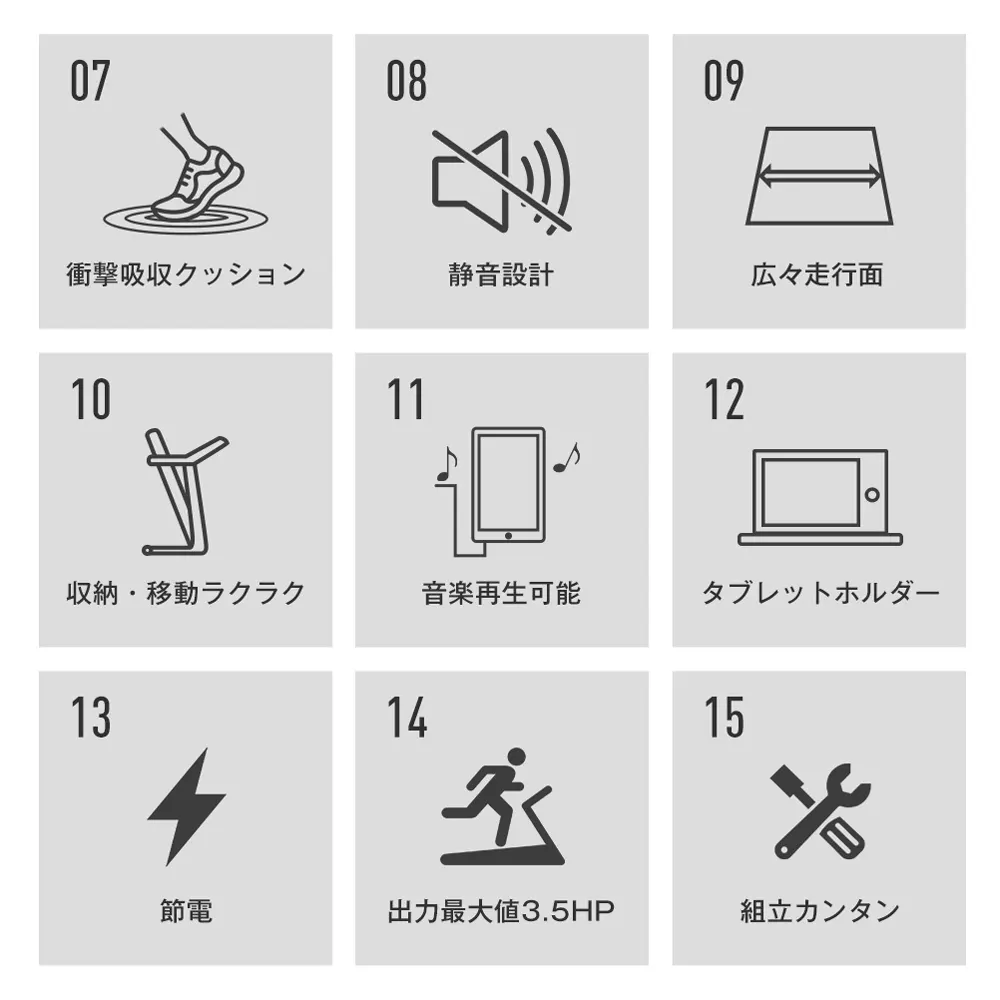 07
衝撃吸収クッション
08
静音設計
09
広々走行面
10
収納・移動ラクラク
11
音楽再生可能
12
タブレットホルダー
13
節電
14
出力最大値3.5HP
15
組立カンタン